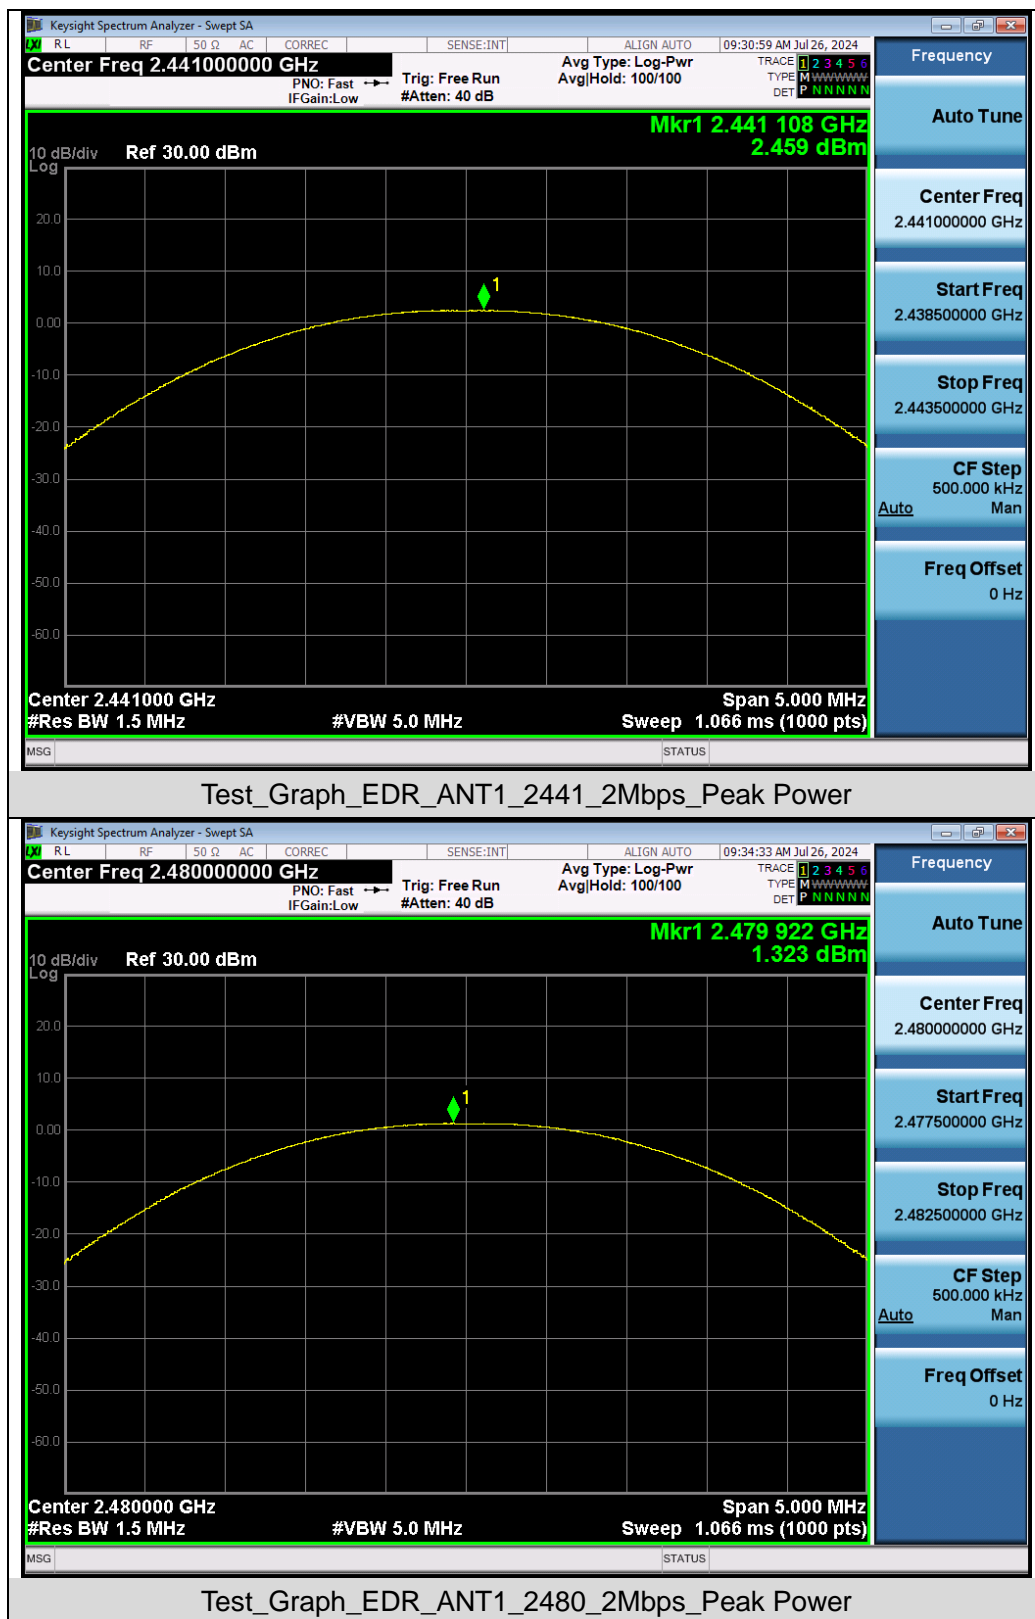 Keysight Spectrum Analyzer - Swept SA
LXI RL RF 50 Ω AC CORREC SENSE:INT ALIGN AUTO 09:30:59 AM Jul 26, 2024
Center Freq 2.441000000 GHz
PNO: Fast
IFGain:Low
Trig: Free Run
#Atten: 40 dB
Avg Type: Log-Pwr
Avg|Hold: 100/100
TRACE 1 2 3 4 5 6
TYPE M W W W W W
DET P N N N N N
Mkr1 2.441 108 GHz
2.459 dBm
10 dB/div Ref 30.00 dBm
Log
20.0
10.0
0.00
-10.0
-20.0
-30.0
-40.0
-50.0
-60.0
1
Center 2.441000 GHz Span 5.000 MHz
#Res BW 1.5 MHz #VBW 5.0 MHz Sweep 1.066 ms (1000 pts)
MSG STATUS
Frequency
Auto Tune
Center Freq
2.441000000 GHz
Start Freq
2.438500000 GHz
Stop Freq
2.443500000 GHz
CF Step
500.000 kHz
Auto Man
Freq Offset
0 Hz
Test_Graph_EDR_ANT1_2441_2Mbps_Peak Power
Keysight Spectrum Analyzer - Swept SA
LXI RL RF 50 Ω AC CORREC SENSE:INT ALIGN AUTO 09:34:33 AM Jul 26, 2024
Center Freq 2.480000000 GHz
PNO: Fast
IFGain:Low
Trig: Free Run
#Atten: 40 dB
Avg Type: Log-Pwr
Avg|Hold: 100/100
TRACE 1 2 3 4 5 6
TYPE M W W W W W
DET P N N N N N
Mkr1 2.479 922 GHz
1.323 dBm
10 dB/div Ref 30.00 dBm
Log
20.0
10.0
0.00
-10.0
-20.0
-30.0
-40.0
-50.0
-60.0
1
Center 2.480000 GHz Span 5.000 MHz
#Res BW 1.5 MHz #VBW 5.0 MHz Sweep 1.066 ms (1000 pts)
MSG STATUS
Frequency
Auto Tune
Center Freq
2.480000000 GHz
Start Freq
2.477500000 GHz
Stop Freq
2.482500000 GHz
CF Step
500.000 kHz
Auto Man
Freq Offset
0 Hz
Test_Graph_EDR_ANT1_2480_2Mbps_Peak Power